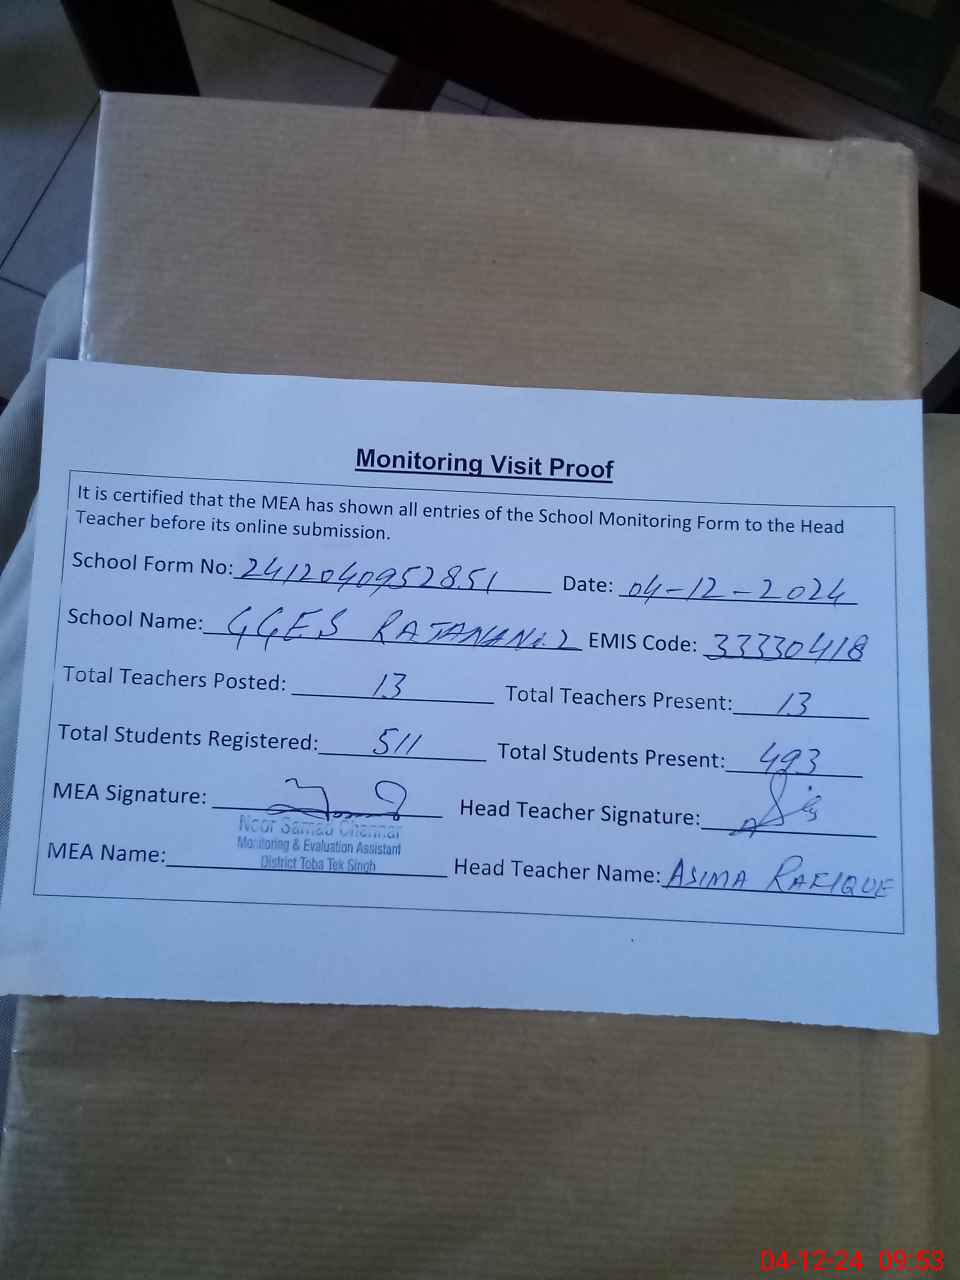 Monitoring Visit Proof
It is certified that the MEA has shown all entries of the School Monitoring Form to the Head
Teacher before its online submission.
School Form No: 2412040952851 Date: 04-12-2024
School Name: GGES RAJANA No. 2 EMIS Code: 33330418
Total Teachers Posted: 13 Total Teachers Present: 13
Total Students Registered: 511 Total Students Present: 493
MEA Signature: Head Teacher Signature:
Noor Samad
Monitoring & Evaluation Assistant
District Toba Tek Singh
MEA Name: Head Teacher Name: ASIMA RAFIQUE
04-12-24 09:53